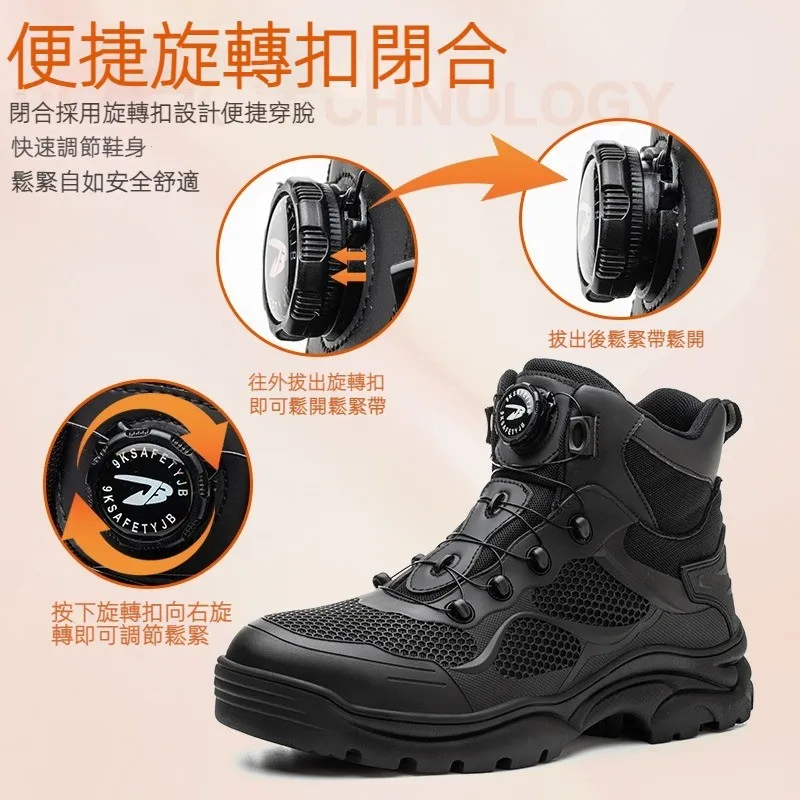 便捷旋轉扣閉合
CHNOLOGY
閉合採用旋轉扣設計便捷穿脫
快速調節鞋身
鬆緊自如安全舒適
拔出後鬆緊帶鬆開
往外拔出旋轉扣
即可鬆開鬆緊帶
9KSAFETYJB
9KSAFETYJB
按下旋轉扣向右旋
轉即可調節鬆緊